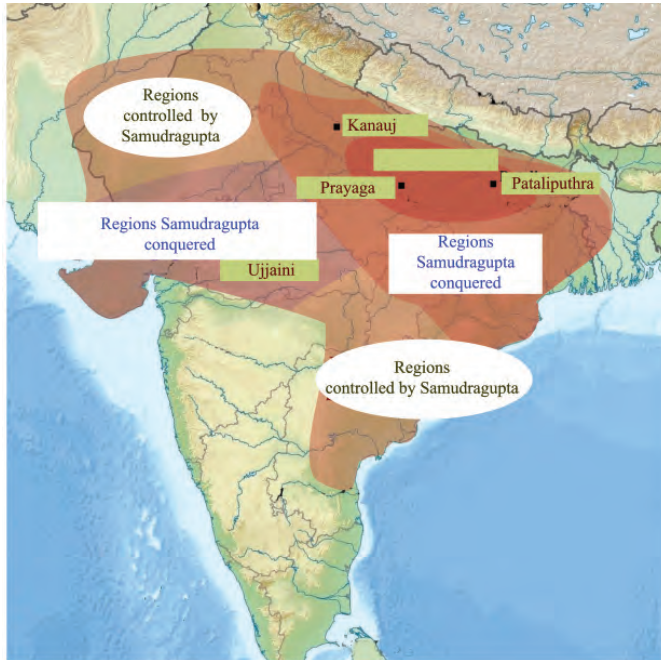 Regions
controlled by
Samudragupta
Kanauj
Prayaga
Pataliputhra
Regions Samudragupta
conquered
Regions
Samudragupta
conquered
Ujjaini
Regions
controlled by Samudragupta